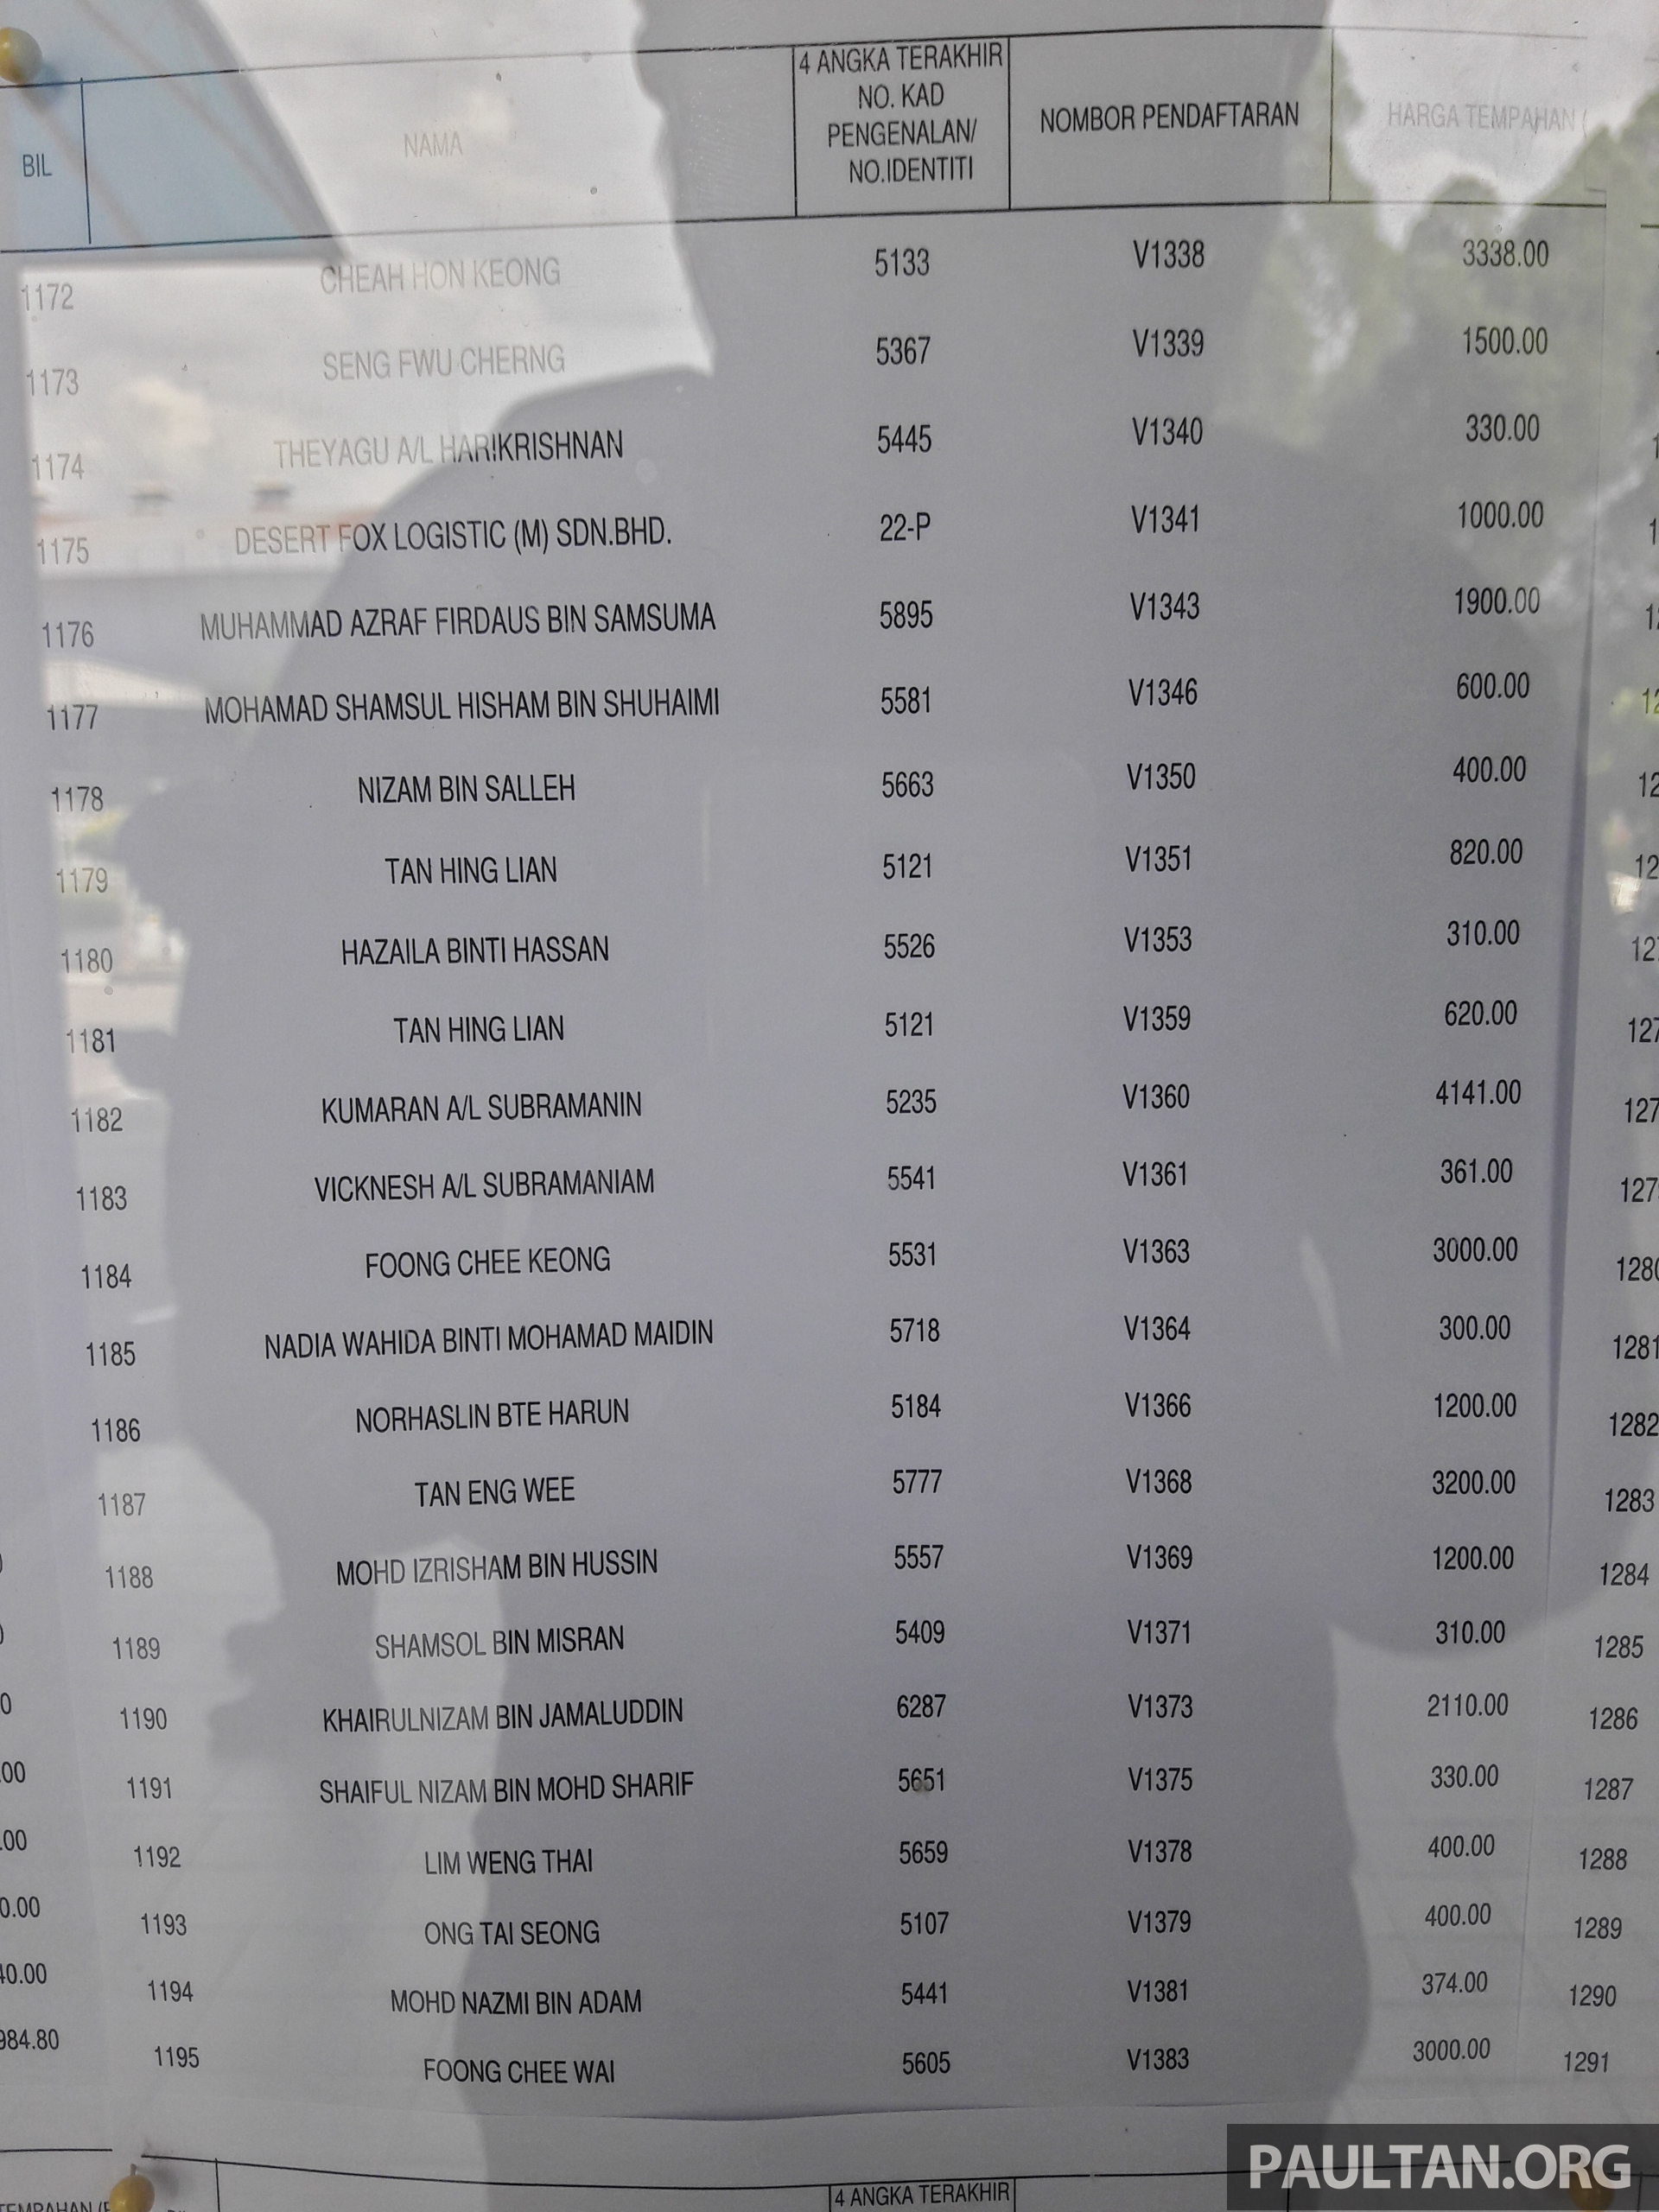 BIL NAMA 4 ANGKA TERAKHIR NO. KAD PENGENALAN/ NO.IDENTITI NOMBOR PENDAFTARAN HARGA TEMPAHAN (
1172 CHEAH HON KEONG 5133 V1338 3338.00
1173 SENG FWU CHERNG 5367 V1339 1500.00
1174 THEYAGU A/L HARIKRISHNAN 5445 V1340 330.00
1175 DESERT FOX LOGISTIC (M) SDN.BHD. 22-P V1341 1000.00
1176 MUHAMMAD AZRAF FIRDAUS BIN SAMSUMA 5895 V1343 1900.00
1177 MOHAMAD SHAMSUL HISHAM BIN SHUHAIMI 5581 V1346 600.00
1178 NIZAM BIN SALLEH 5663 V1350 400.00
1179 TAN HING LIAN 5121 V1351 820.00
1180 HAZAILA BINTI HASSAN 5526 V1353 310.00
1181 TAN HING LIAN 5121 V1359 620.00
1182 KUMARAN A/L SUBRAMANIN 5235 V1360 4141.00
1183 VICKNESH A/L SUBRAMANIAM 5541 V1361 361.00
1184 FOONG CHEE KEONG 5531 V1363 3000.00 1280
1185 NADIA WAHIDA BINTI MOHAMAD MAIDIN 5718 V1364 300.00 1281
1186 NORHASLIN BTE HARUN 5184 V1366 1200.00 1282
1187 TAN ENG WEE 5777 V1368 3200.00 1283
1188 MOHD IZRISHAM BIN HUSSIN 5557 V1369 1200.00 1284
1189 SHAMSOL BIN MISRAN 5409 V1371 310.00 1285
1190 KHAIRULNIZAM BIN JAMALUDDIN 6287 V1373 2110.00 1286
.00 1191 SHAIFUL NIZAM BIN MOHD SHARIF 5651 V1375 330.00 1287
.00 1192 LIM WENG THAI 5659 V1378 400.00 1288
0.00 1193 ONG TAI SEONG 5107 V1379 400.00 1289
40.00 1194 MOHD NAZMI BIN ADAM 5441 V1381 374.00 1290
984.80 1195 FOONG CHEE WAI 5605 V1383 3000.00 1291
4 ANGKA TERAKHIR
PAULTAN.ORG